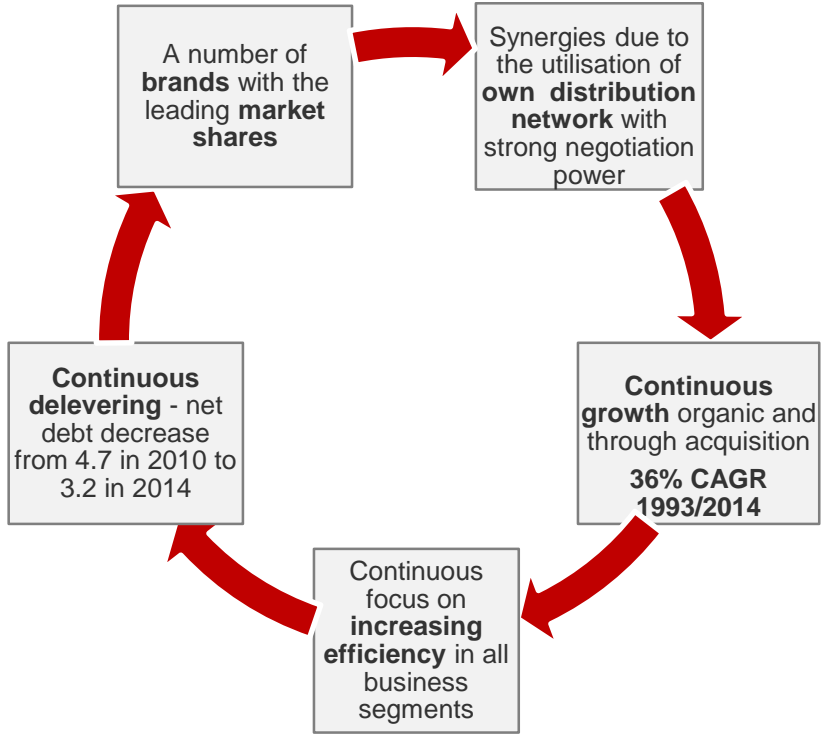 A number of
brands with the
leading market
shares
Synergies due to
the utilisation of
own distribution
network with
strong negotiation
power
Continuous
growth organic and
through acquisition
36% CAGR
1993/2014
Continuous
focus on
increasing
efficiency in all
business
segments
Continuous
delevering - net
debt decrease
from 4.7 in 2010 to
3.2 in 2014